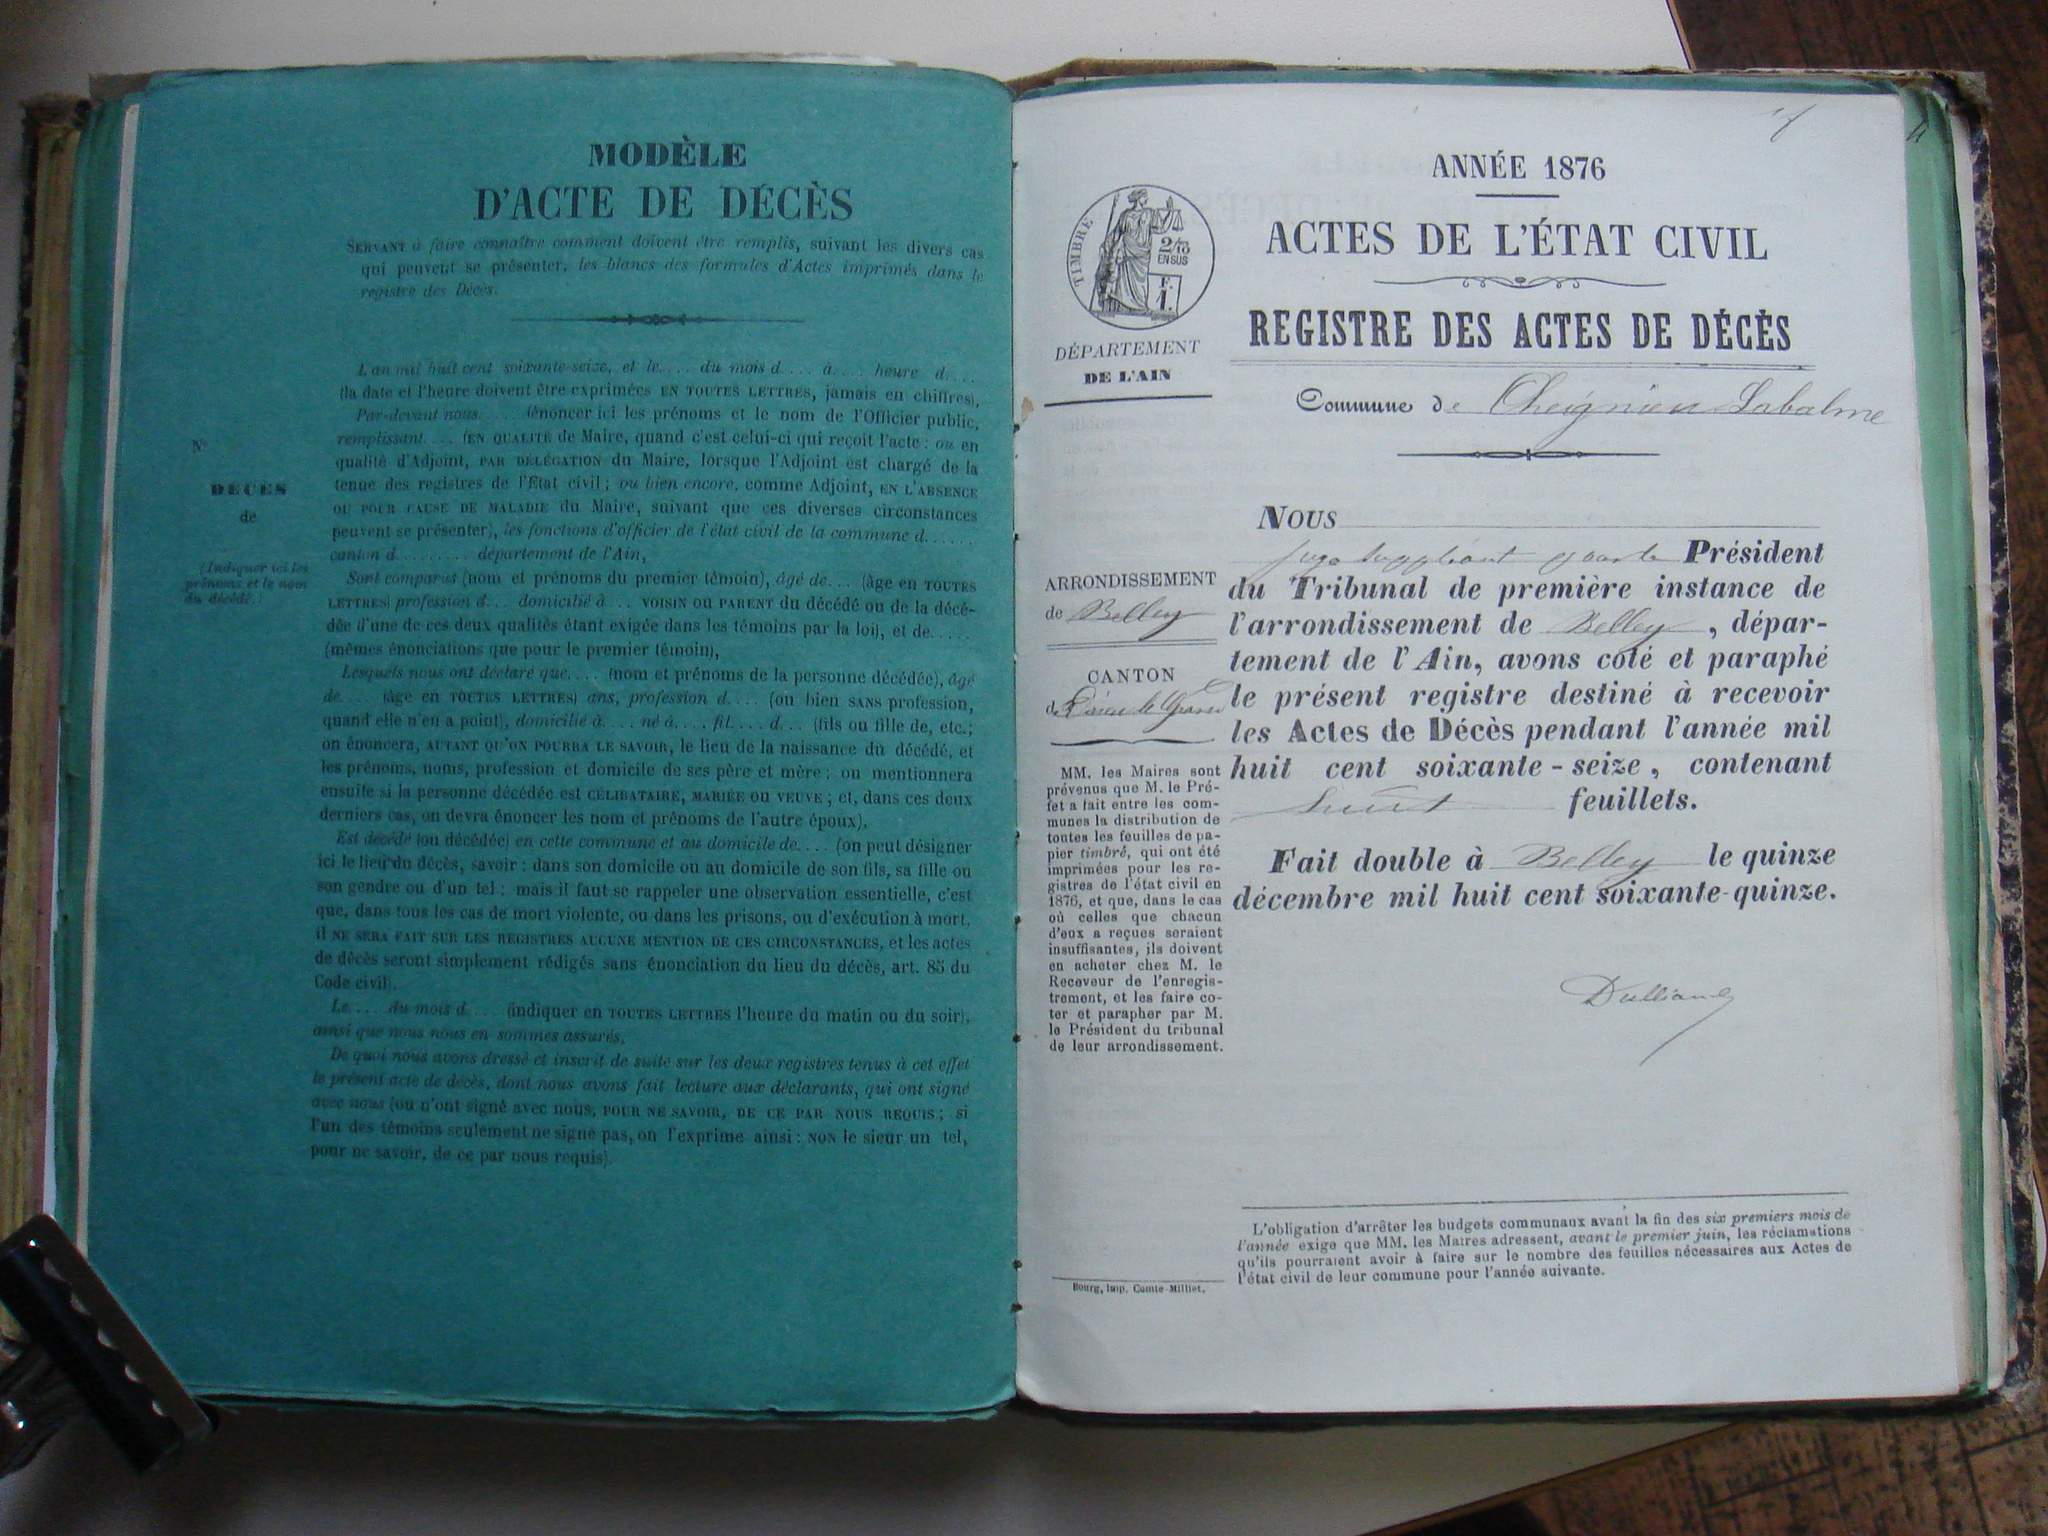 MODÈLE
D'ACTE DE DÉCÈS
SERVANT à faire connaître comment doivent être remplis, suivant les divers cas
qui peuvent se présenter, les blancs des formules d'Actes imprimés dans le
registre des Décès.
L'an mil huit cent soixante-seize, et le.... du mois d.... à.... heure d....
(la date et l'heure doivent être exprimées EN TOUTES LETTRES, jamais en chiffres),
Par-devant nous.... (énoncer ici les prénoms et le nom de l'Officier public,
remplissant.... (EN QUALITÉ de Maire, quand c'est celui-ci qui reçoit l'acte : ou en
qualité d'Adjoint, PAR DÉLÉGATION du Maire, lorsque l'Adjoint est chargé de la
tenue des registres de l'État civil ; ou bien encore, comme Adjoint, EN L'ABSENCE
OU POUR CAUSE DE MALADIE du Maire, suivant que ces diverses circonstances
peuvent se présenter), les fonctions d'officier de l'état civil de la commune d......
canton d......... département de l'Ain,
Sont comparus (nom et prénoms du premier témoin), âgé de... (âge en TOUTES
LETTRES) profession d... domicilié à... VOISIN OU PARENT du décédé ou de la décé-
dée (l'une de ces deux qualités étant exigée dans les témoins par la loi), et de.....
(mêmes énonciations que pour le premier témoin),
Lesquels nous ont déclaré que.... (nom et prénoms de la personne décédée), âgé
de.... (âge en TOUTES LETTRES) ans, profession d.... (ou bien SANS profession,
quand elle n'en a point), domicilié à.... né à.... fil.... d... (fils ou fille de, etc.;
on énoncera, AUTANT QU'ON POURRA LE SAVOIR, le lieu de la naissance du décédé, et
les prénoms, noms, profession et domicile de ses père et mère ; on mentionnera
ensuite si la personne décédée est CÉLIBATAIRE, MARIÉE OU VEUVE ; et, dans ces deux
derniers cas, on devra énoncer les nom et prénoms de l'autre époux),
Est décédé (ou décédée) en cette commune et au domicile de.... (on peut désigner
ici le lieu du décès, savoir : dans son domicile ou au domicile de son fils, sa fille ou
son gendre ou d'un tel ; mais il faut se rappeler une observation essentielle, c'est
que, dans tous les cas de mort violente, ou dans les prisons, ou d'exécution à mort,
il NE SERA FAIT SUR LES REGISTRES AUCUNE MENTION DE CES CIRCONSTANCES, et les actes
de décès seront simplement rédigés sans énonciation du lieu du décès, art. 85 du
Code civil).
Le.... du mois d.... (indiquer en TOUTES LETTRES l'heure du matin ou du soir),
ainsi que nous nous en sommes assurés.
De quoi nous avons dressé et inscrit de suite sur les deux registres tenus à cet effet
le présent acte de décès, dont nous avons fait lecture aux déclarants, qui ont signé
avec nous (ou n'ont signé avec nous, POUR NE SAVOIR, DE CE PAR NOUS REQUIS ; si
l'un des témoins seulement ne signe pas, on l'exprime ainsi : NON le sieur un tel,
pour ne savoir, de ce par nous requis).
N°
DÉCÈS
de
(Indiquer ici les
prénoms et le nom
du décédé.)
ANNÉE 1876
ACTES DE L'ÉTAT CIVIL
REGISTRE DES ACTES DE DÉCÈS
Commune de Cheignieu Labalme
TIMBRE
2/10
EN SUS
F.
1.
DÉPARTEMENT
DE L'AIN
ARRONDISSEMENT
de Belley
CANTON
MM. les Maires sont
prévenus que M. le Pré-
fet a fait entre les com-
munes la distribution de
toutes les feuilles de pa-
pier timbré, qui ont été
imprimées pour les re-
gistres de l'état civil en
1876, et que, dans le cas
où celles que chacun
d'eux a reçues seraient
insuffisantes, ils doivent
en acheter chez M. le
Receveur de l'enregis-
trement, et les faire co-
ter et parapher par M.
le Président du tribunal
de leur arrondissement.
Bourg, Imp. Comte-Milliet.
NOUS
juge suppléant Président
du Tribunal de première instance de
l'arrondissement de Belley, dépar-
tement de l'Ain, avons coté et paraphé
le présent registre destiné à recevoir
les Actes de Décès pendant l'année mil
huit cent soixante-seize, contenant
huit feuillets.
Fait double à Belley le quinze
décembre mil huit cent soixante-quinze.
L'obligation d'arrêter les budgets communaux avant la fin des six premiers mois de
l'année exige que MM. les Maires adressent, avant le premier juin, les réclamations
qu'ils pourraient avoir à faire sur le nombre des feuilles nécessaires aux Actes de
l'état civil de leur commune pour l'année suivante.